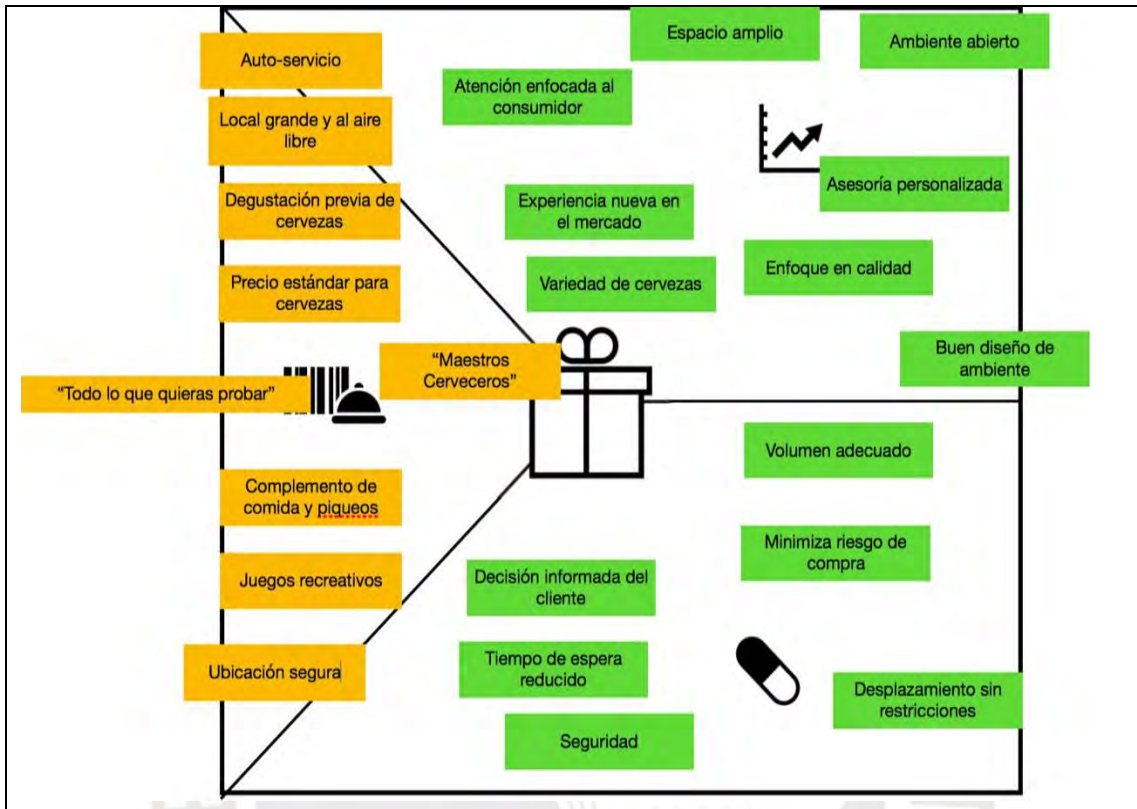 Auto-servicio
Local grande y al aire
libre
Degustación previa de
cervezas
Precio estándar para
cervezas
“Maestros
Cerveceros”
“Todo lo que quieras probar”
Complemento de
comida y piqueos
Juegos recreativos
Ubicación segura
Espacio amplio
Ambiente abierto
Atención enfocada al
consumidor
Asesoría personalizada
Experiencia nueva en
el mercado
Enfoque en calidad
Variedad de cervezas
Buen diseño de
ambiente
Volumen adecuado
Minimiza riesgo de
compra
Decisión informada del
cliente
Tiempo de espera
reducido
Desplazamiento sin
restricciones
Seguridad